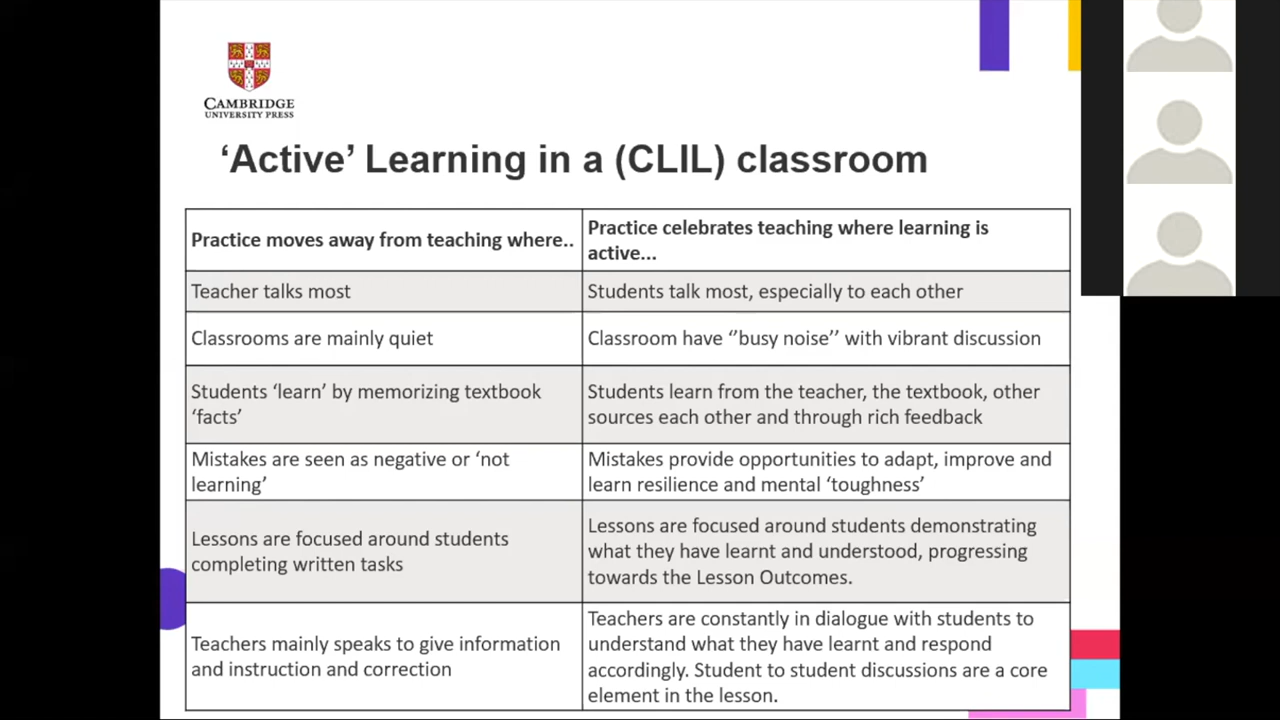 CAMBRIDGE
UNIVERSITY PRESS
‘Active’ Learning in a (CLIL) classroom
Practice moves away from teaching where..
Practice celebrates teaching where learning is
active...
Teacher talks most
Students talk most, especially to each other
Classrooms are mainly quiet
Classroom have ‘’busy noise’’ with vibrant discussion
Students ‘learn’ by memorizing textbook
‘facts’
Students learn from the teacher, the textbook, other
sources each other and through rich feedback
Mistakes are seen as negative or ‘not
learning’
Mistakes provide opportunities to adapt, improve and
learn resilience and mental ‘toughness’
Lessons are focused around students
completing written tasks
Lessons are focused around students demonstrating
what they have learnt and understood, progressing
towards the Lesson Outcomes.
Teachers mainly speaks to give information
and instruction and correction
Teachers are constantly in dialogue with students to
understand what they have learnt and respond
accordingly. Student to student discussions are a core
element in the lesson.